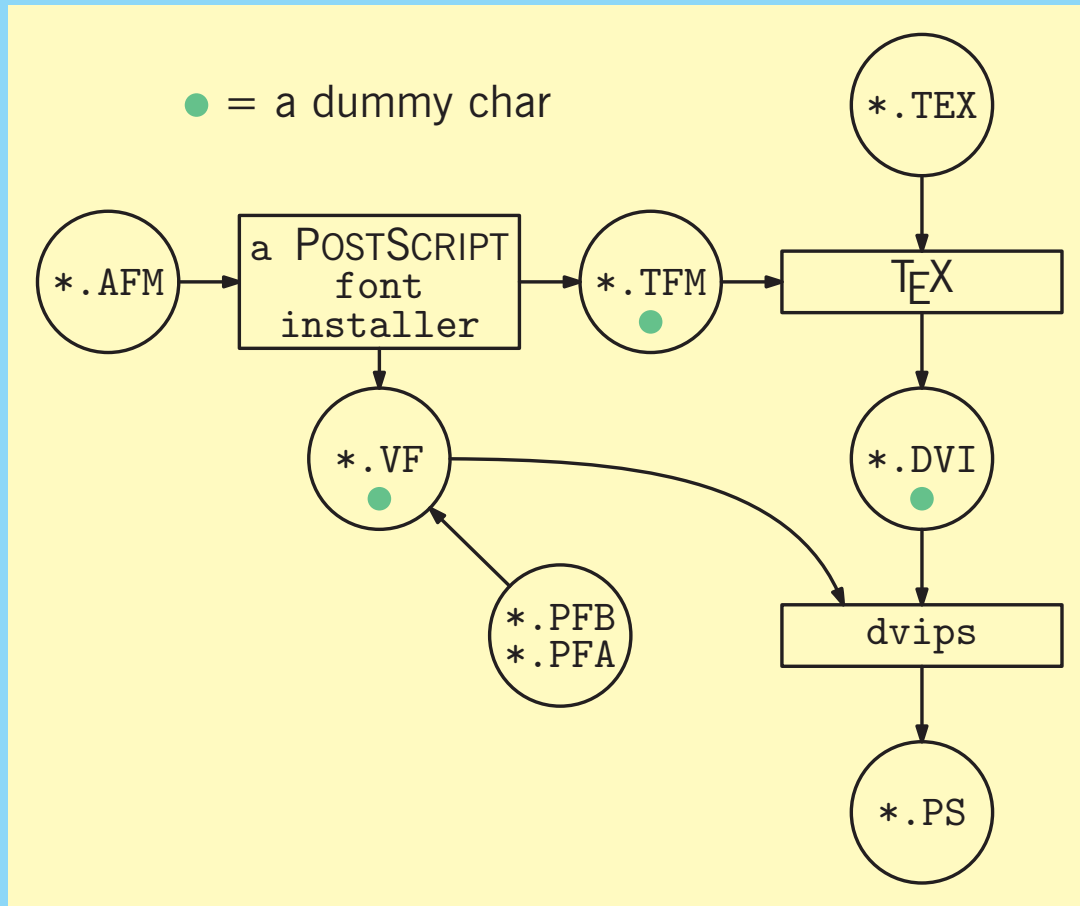 = a dummy char
*.TEX
*.AFM
a POSTSCRIPT
font
installer
*.TFM
TEX
*.VF
*.DVI
*.PFB
*.PFA
dvips
*.PS